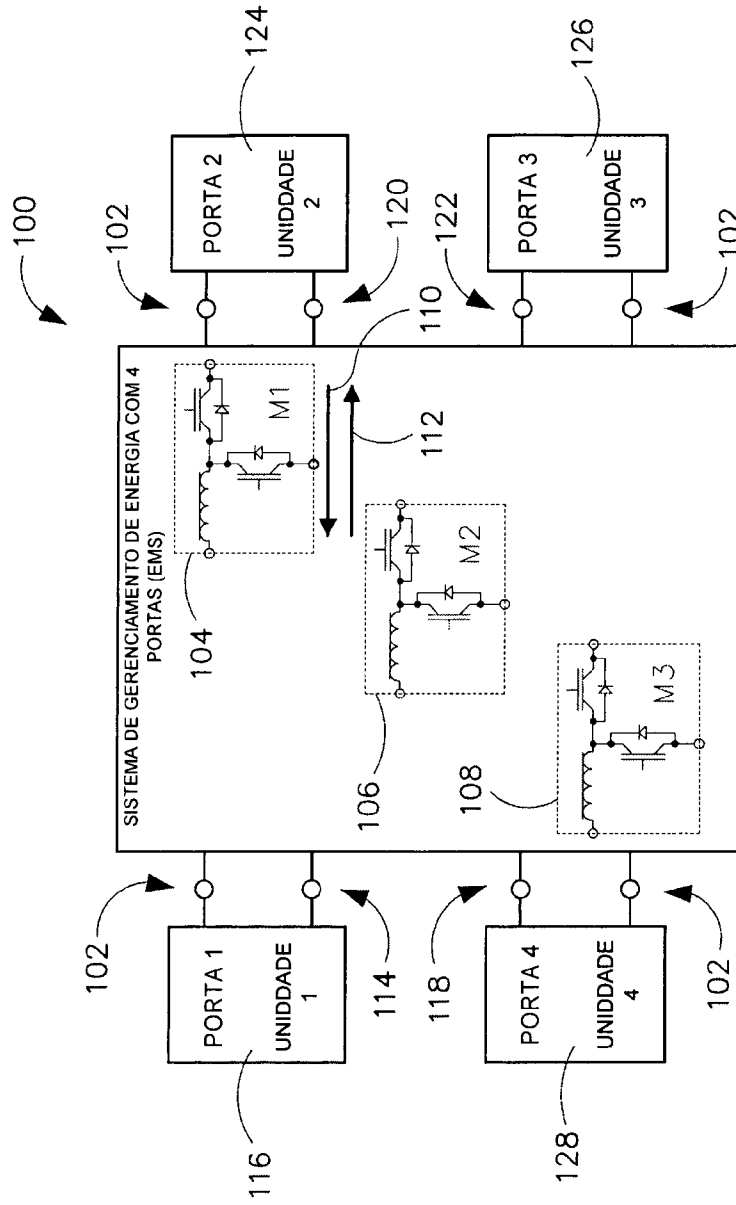 100
SISTEMA DE GERENCIAMENTO DE ENERGIA COM 4
PORTAS (EMS)
102
PORTA 1
UNIDDADE
1
116
114
118
PORTA 4
UNIDDADE
4
128
102
104
M1
110
112
106
M2
108
M3
102
PORTA 2
UNIDDADE
2
124
120
122
PORTA 3
UNIDDADE
3
126
102